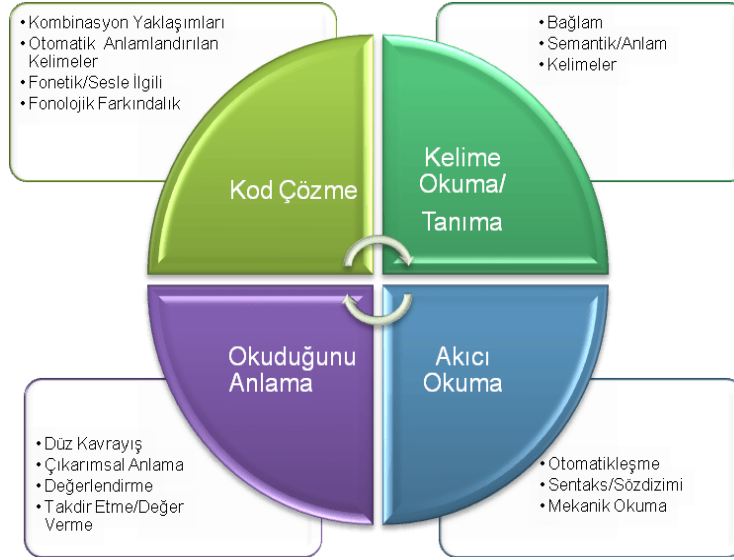 • Kombinasyon Yaklaşımları
• Otomatik Anlamlandırılan
Kelimeler
• Fonetik/Sesle İlgili
• Fonolojik Farkındalık
• Bağlam
• Semantik/Anlam
• Kelimeler
Kod Çözme
Kelime
Okuma/
Tanıma
Okuduğunu
Anlama
Akıcı
Okuma
• Düz Kavrayış
• Çıkarımsal Anlama
• Değerlendirme
• Takdir Etme/Değer
Verme
• Otomatikleşme
• Sentaks/Sözdizimi
• Mekanik Okuma